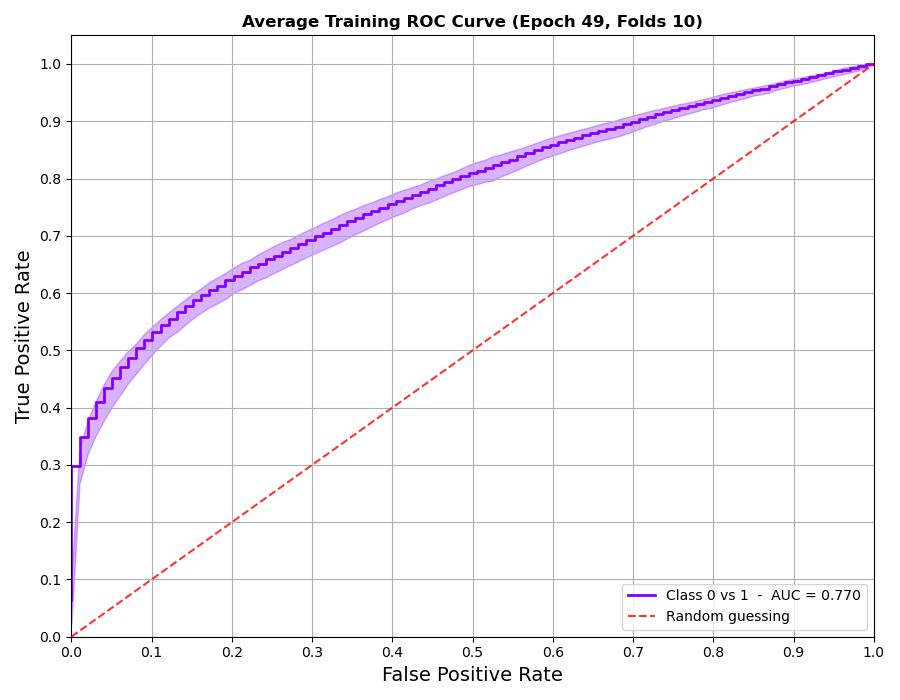 Average Training ROC Curve (Epoch 49, Folds 10)
True Positive Rate
1.0
0.9
0.8
0.7
0.6
0.5
0.4
0.3
0.2
0.1
0.0
Class 0 vs 1 - AUC = 0.770
Random guessing
0.0 0.1 0.2 0.3 0.4 0.5 0.6 0.7 0.8 0.9 1.0
False Positive Rate